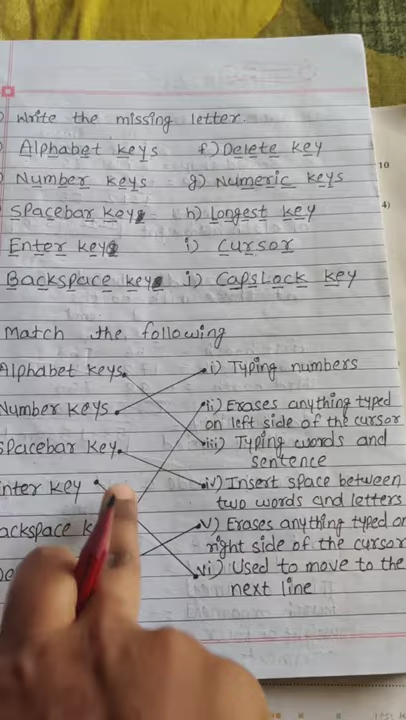 Write the missing letter.
Alphabet keys f) Delete key
Number keys g) Numeric keys
Spacebar key h) Longest key
Enter key i) Cursor
Backspace key j) CapsLock key
Match the following
Alphabet keys. i) Typing numbers
Number keys. ii) Erases anything typed
on left side of the cursor
Spacebar key. iii) Typing words and
sentence
Enter key iv) Insert space between
two words and letters
ackspace k v) Erases anything typed on
right side of the cursor
De vi) Used to move to the
next line
10
4)